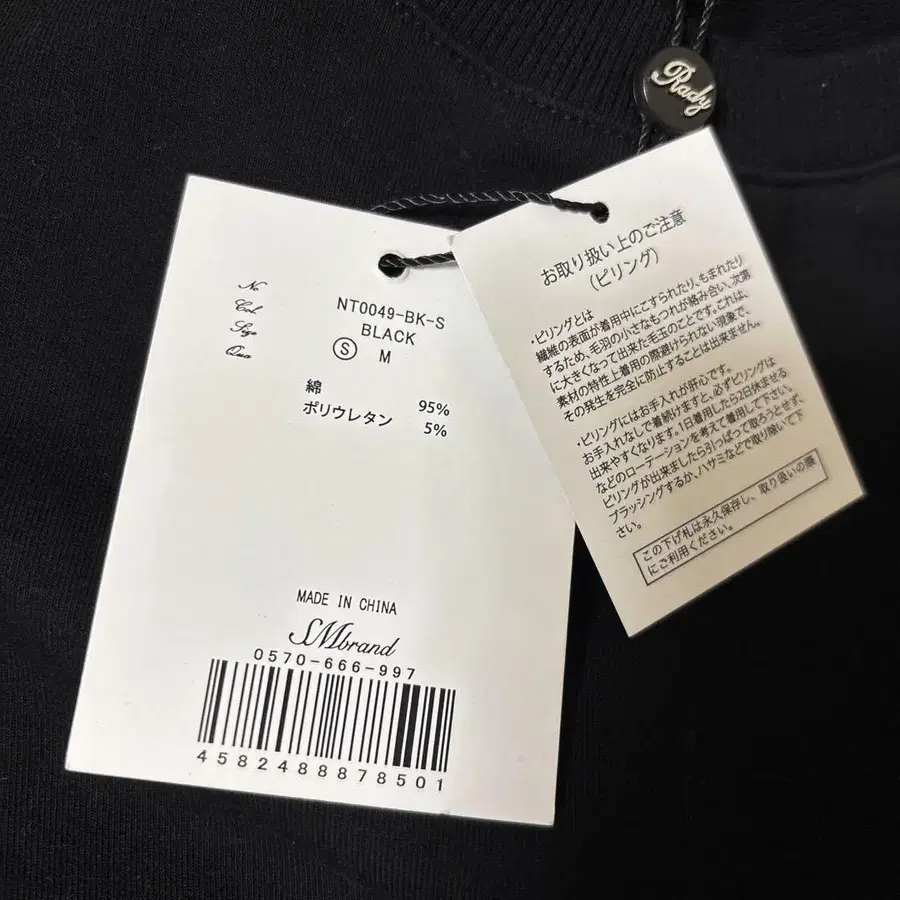 Rady
No
Col
Size
Qua
NT0049-BK-S
BLACK
Ⓢ M
綿 95%
ポリウレタン 5%
MADE IN CHINA
SMbrand
0570-666-997
4582488878501
お取り扱い上のご注意
(ピリング)
・ピリングとは
繊維の表面が着用中にこすられたり、もまれたり
するため、毛羽の小さなもつれが絡み合い、次第
に大きくなって出来た毛玉のことです。これは、
素材の特性上着用の際避けられない現象で、
その発生を完全に防止することは出来ません。
・ピリングにはお手入れが肝心です。
お手入れなしで着続けますと、必ずピリングは
出来やすくなります。1日着用したら2日休ませる
などのローテーションを考えて着用して下さい。
ピリングが出来ましたら引っぱって取ろうとせず、
ブラッシングするか、ハサミなどで取り除いて下
さい。
この下げ札は永久保存し、取り扱いの際
にご利用ください。